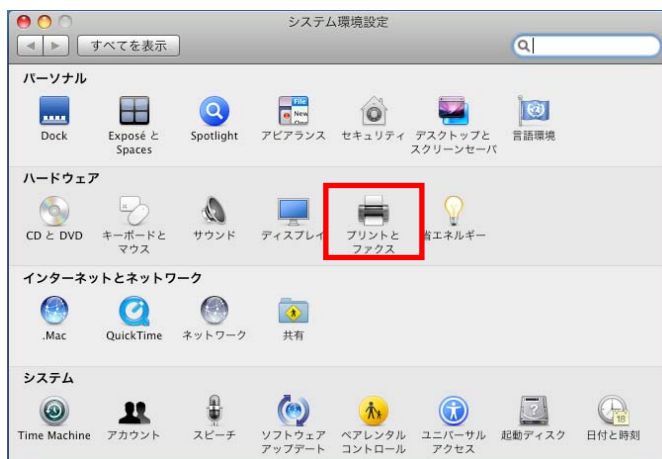 システム環境設定
すべてを表示
パーソナル
Dock
Exposé と
Spaces
Spotlight
アピアランス
セキュリティ
デスクトップと
スクリーンセーバ
言語環境
ハードウェア
CD と DVD
キーボードと
マウス
サウンド
ディスプレイ
プリントと
ファクス
省エネルギー
インターネットとネットワーク
.Mac
QuickTime
ネットワーク
共有
システム
Time Machine
アカウント
スピーチ
ソフトウェア
アップデート
ペアレンタル
コントロール
ユニバーサル
アクセス
起動ディスク
日付と時刻
File
New
18